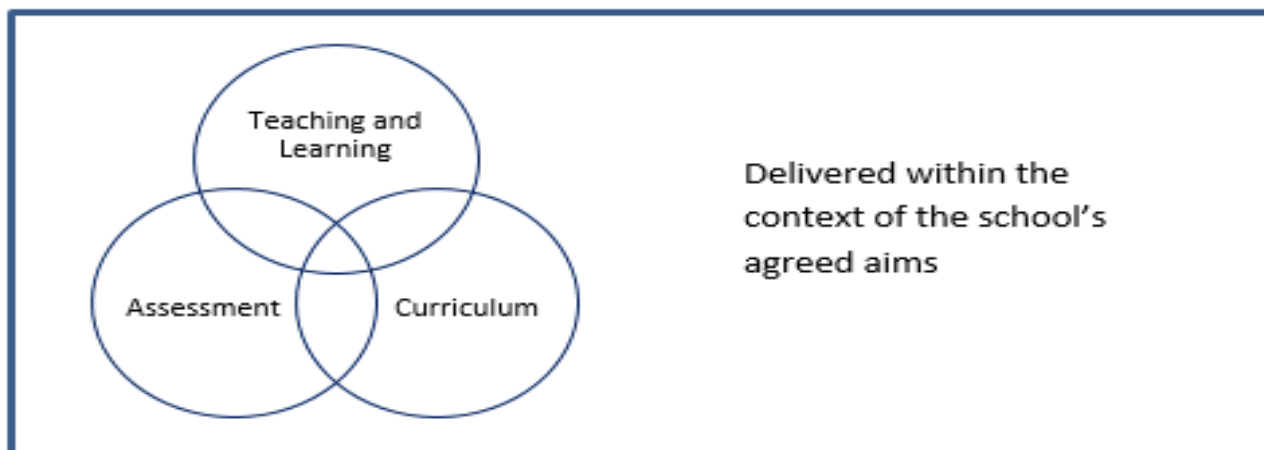 Teaching and
Learning
Assessment
Curriculum
Delivered within the
context of the school’s
agreed aims